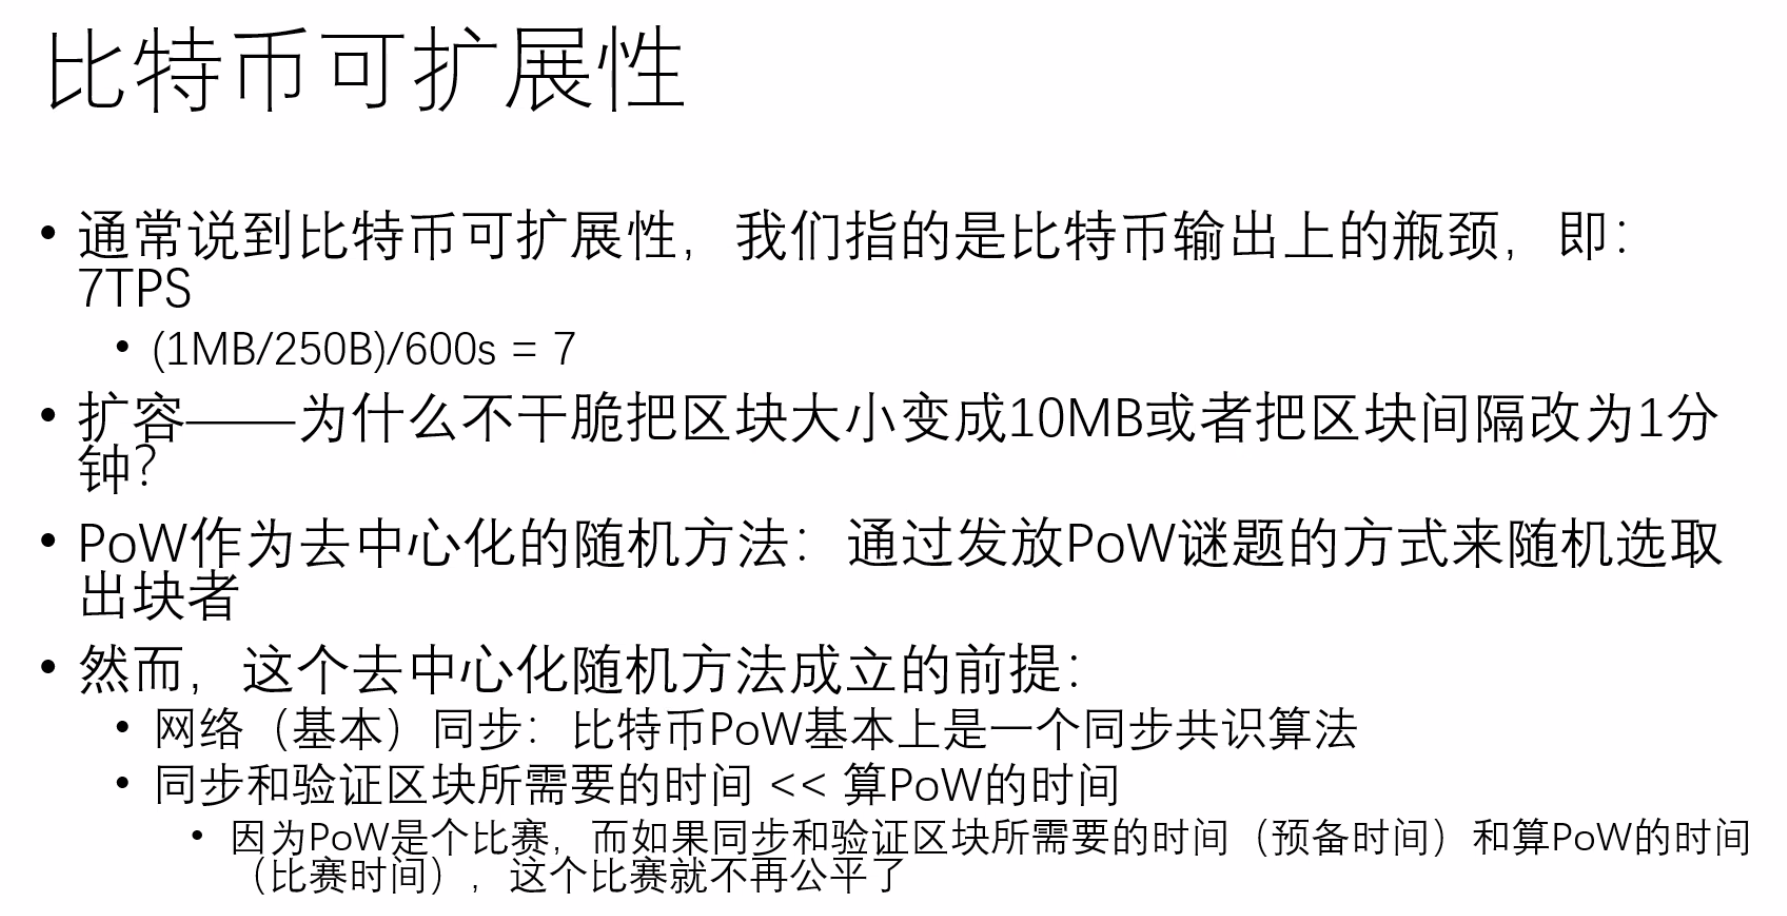 比特币可扩展性
• 通常说到比特币可扩展性，我们指的是比特币输出上的瓶颈，即：
7TPS
• (1MB/250B)/600s = 7
• 扩容——为什么不干脆把区块大小变成10MB或者把区块间隔改为1分
钟？
• PoW作为去中心化的随机方法：通过发放PoW谜题的方式来随机选取
出块者
• 然而，这个去中心化随机方法成立的前提：
• 网络（基本）同步：比特币PoW基本上是一个同步共识算法
• 同步和验证区块所需要的时间 << 算PoW的时间
• 因为PoW是个比赛，而如果同步和验证区块所需要的时间（预备时间）和算PoW的时间
（比赛时间），这个比赛就不再公平了